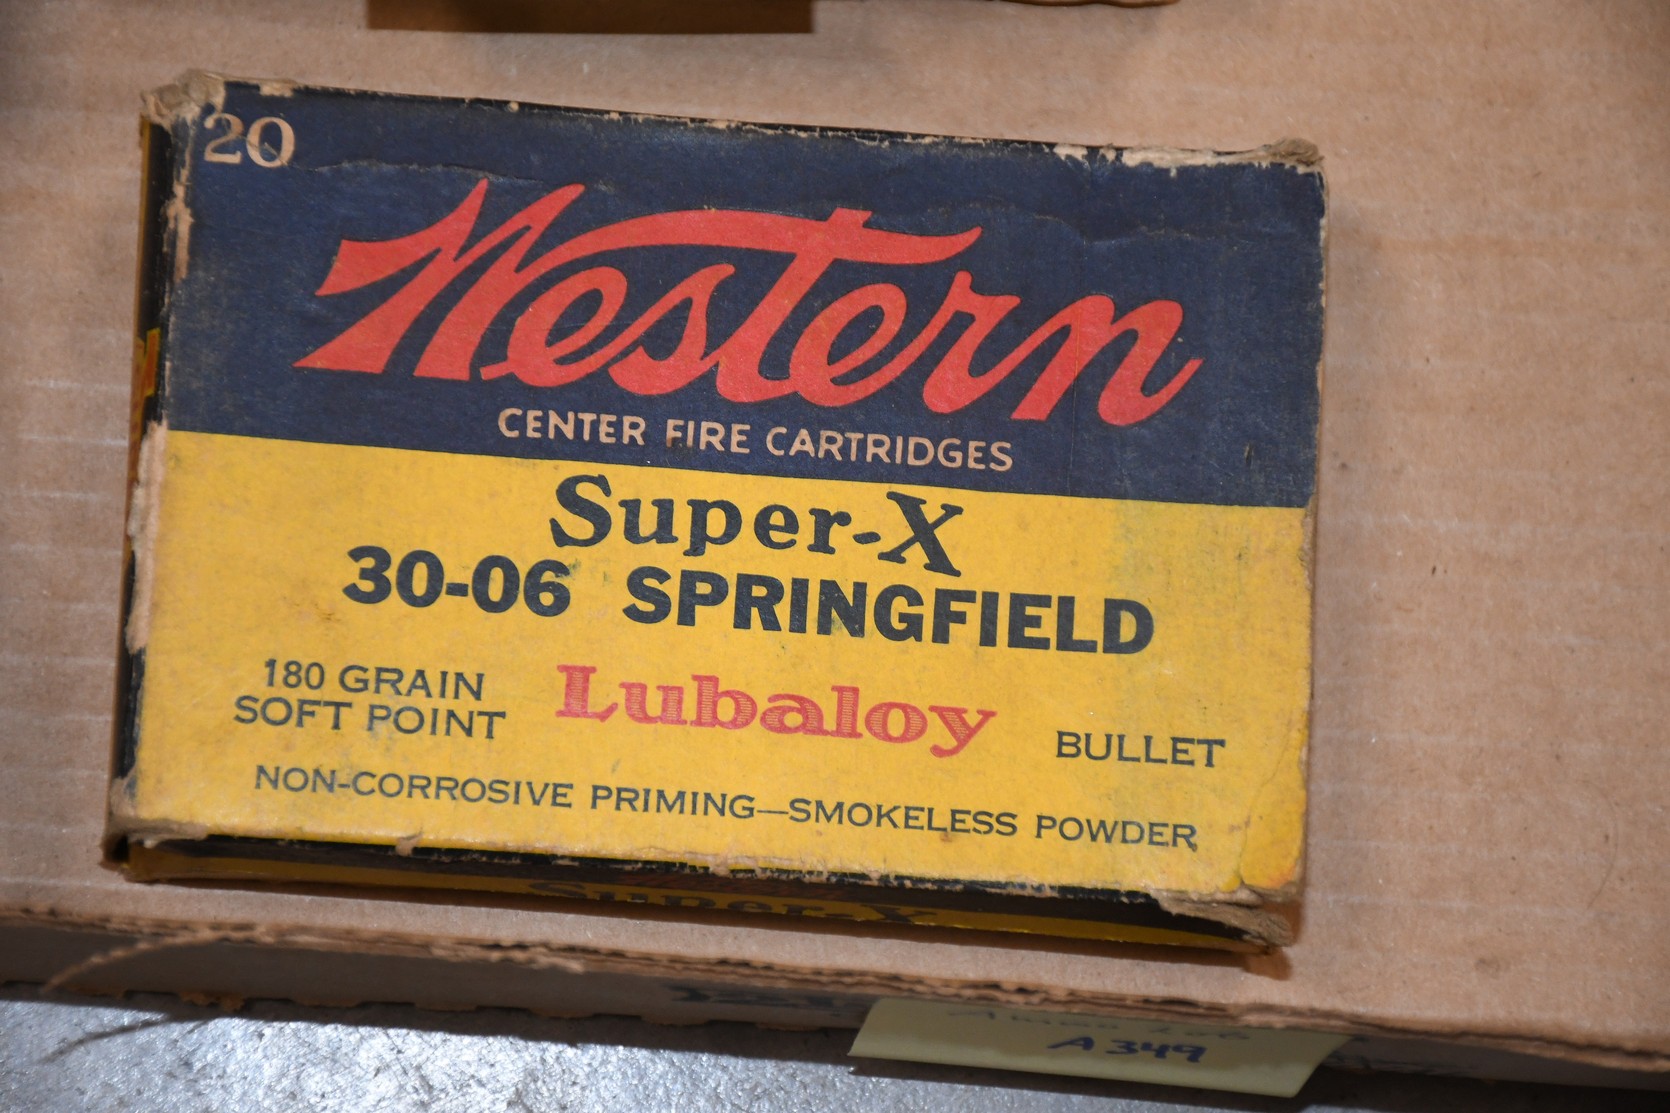 20
Western
CENTER FIRE CARTRIDGES
Super-X
30-06 SPRINGFIELD
180 GRAIN
SOFT POINT
Lubaloy
BULLET
NON-CORROSIVE PRIMING—SMOKELESS POWDER
Super-X
A349